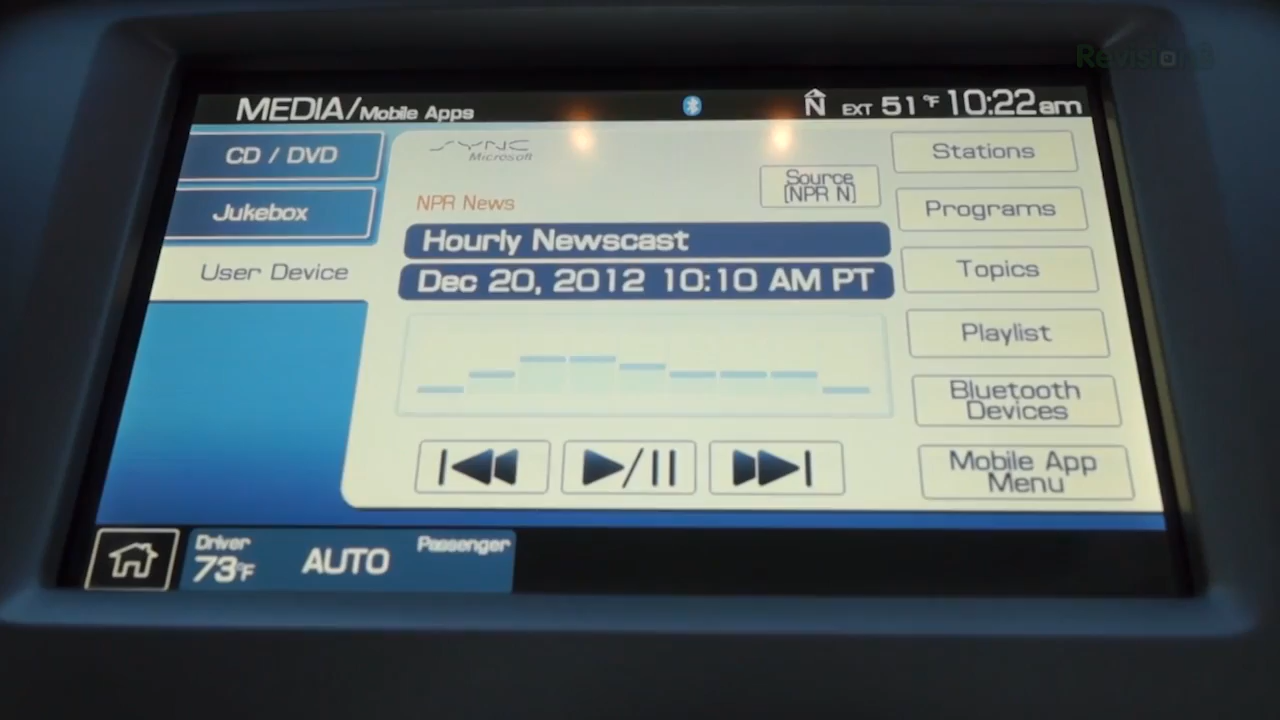 Revision3
MEDIA/Mobile Apps
N EXT 51°F 10:22am
CD / DVD
Jukebox
User Device
SYNC
Microsoft
NPR News
Source
[NPR N]
Hourly Newscast
Dec 20, 2012 10:10 AM PT
Stations
Programs
Topics
Playlist
Bluetooth
Devices
Mobile App
Menu
Driver
73°F
AUTO
Passenger